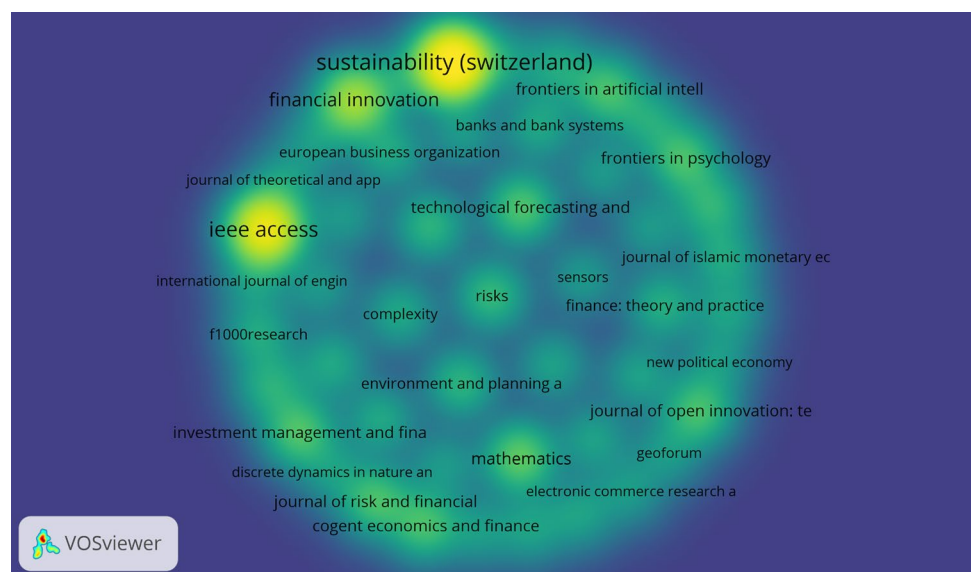 sustainability (switzerland)
frontiers in artificial intell
financial innovation
banks and bank systems
european business organization
frontiers in psychology
journal of theoretical and app
technological forecasting and
ieee access
journal of islamic monetary ec
sensors
international journal of engin
risks
finance: theory and practice
complexity
f1000research
new political economy
environment and planning a
journal of open innovation: te
investment management and fina
geoforum
mathematics
discrete dynamics in nature an
electronic commerce research a
journal of risk and financial
cogent economics and finance
VOSviewer